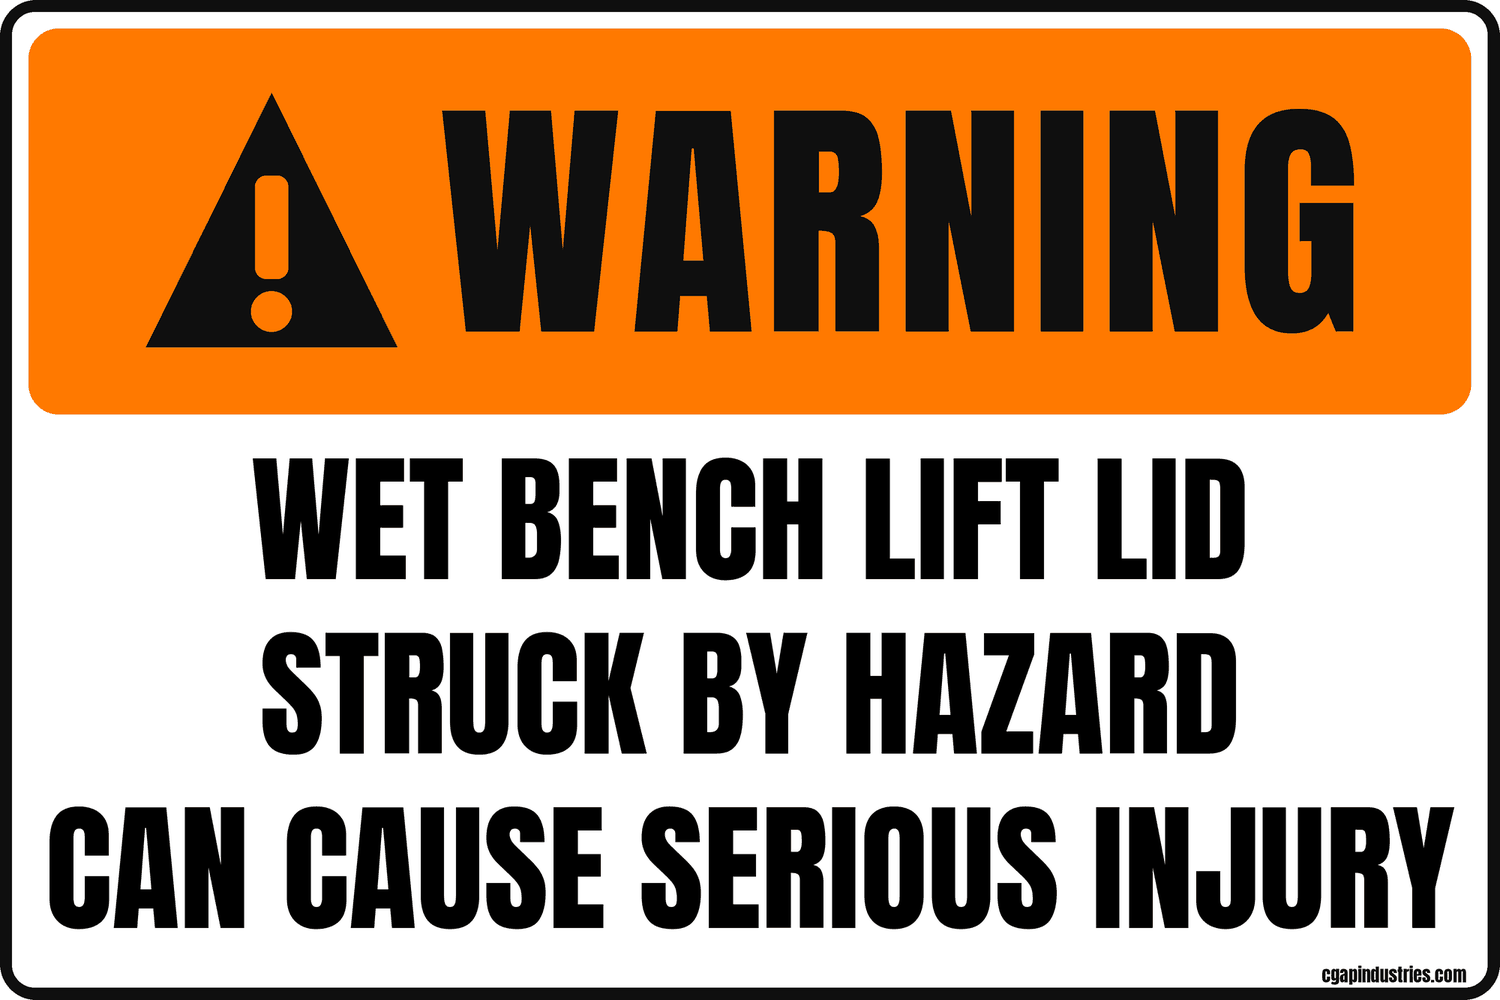 WARNING
WET BENCH LIFT LID
STRUCK BY HAZARD
CAN CAUSE SERIOUS INJURY
cgapindustries.com